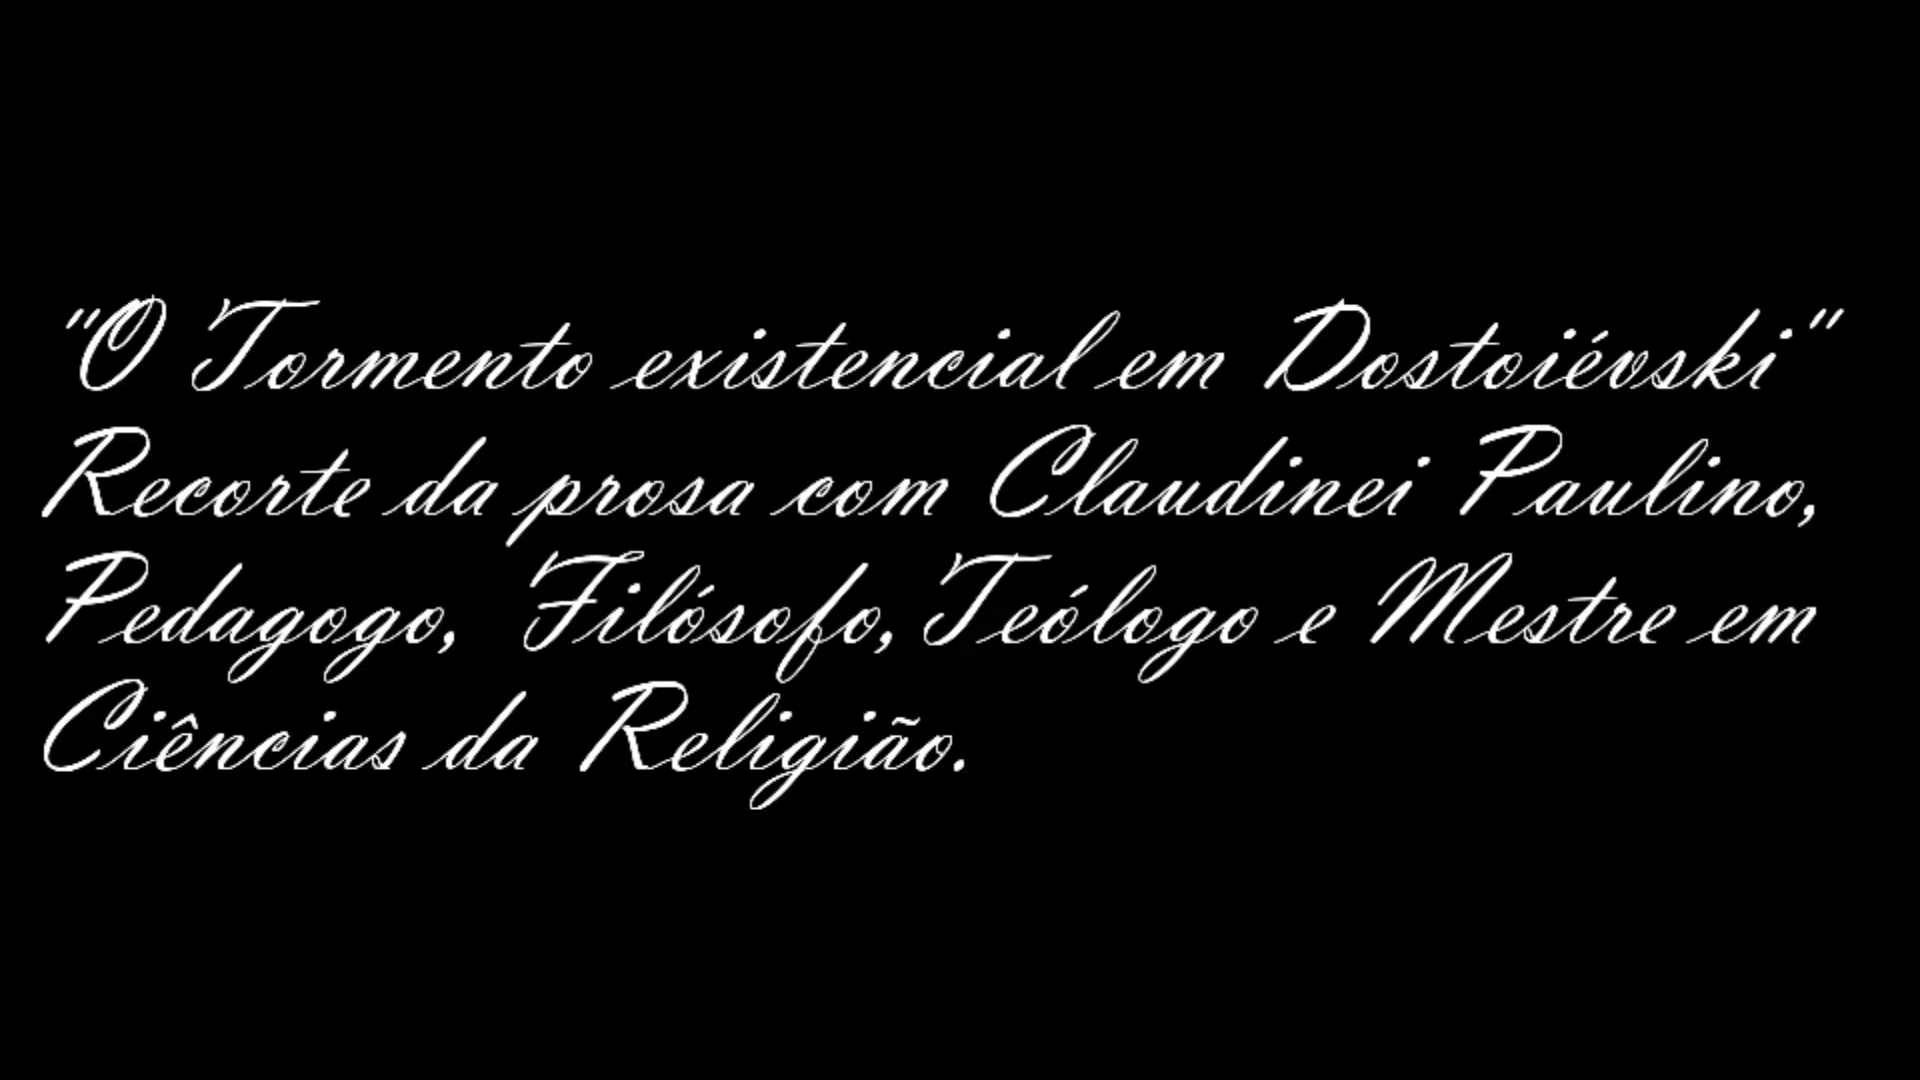 "O Tormento existencial em Dostoiévski"
Recorte da prosa com Claudinei Paulino,
Pedagogo, Filósofo, Teólogo e Mestre em
Ciências da Religião.